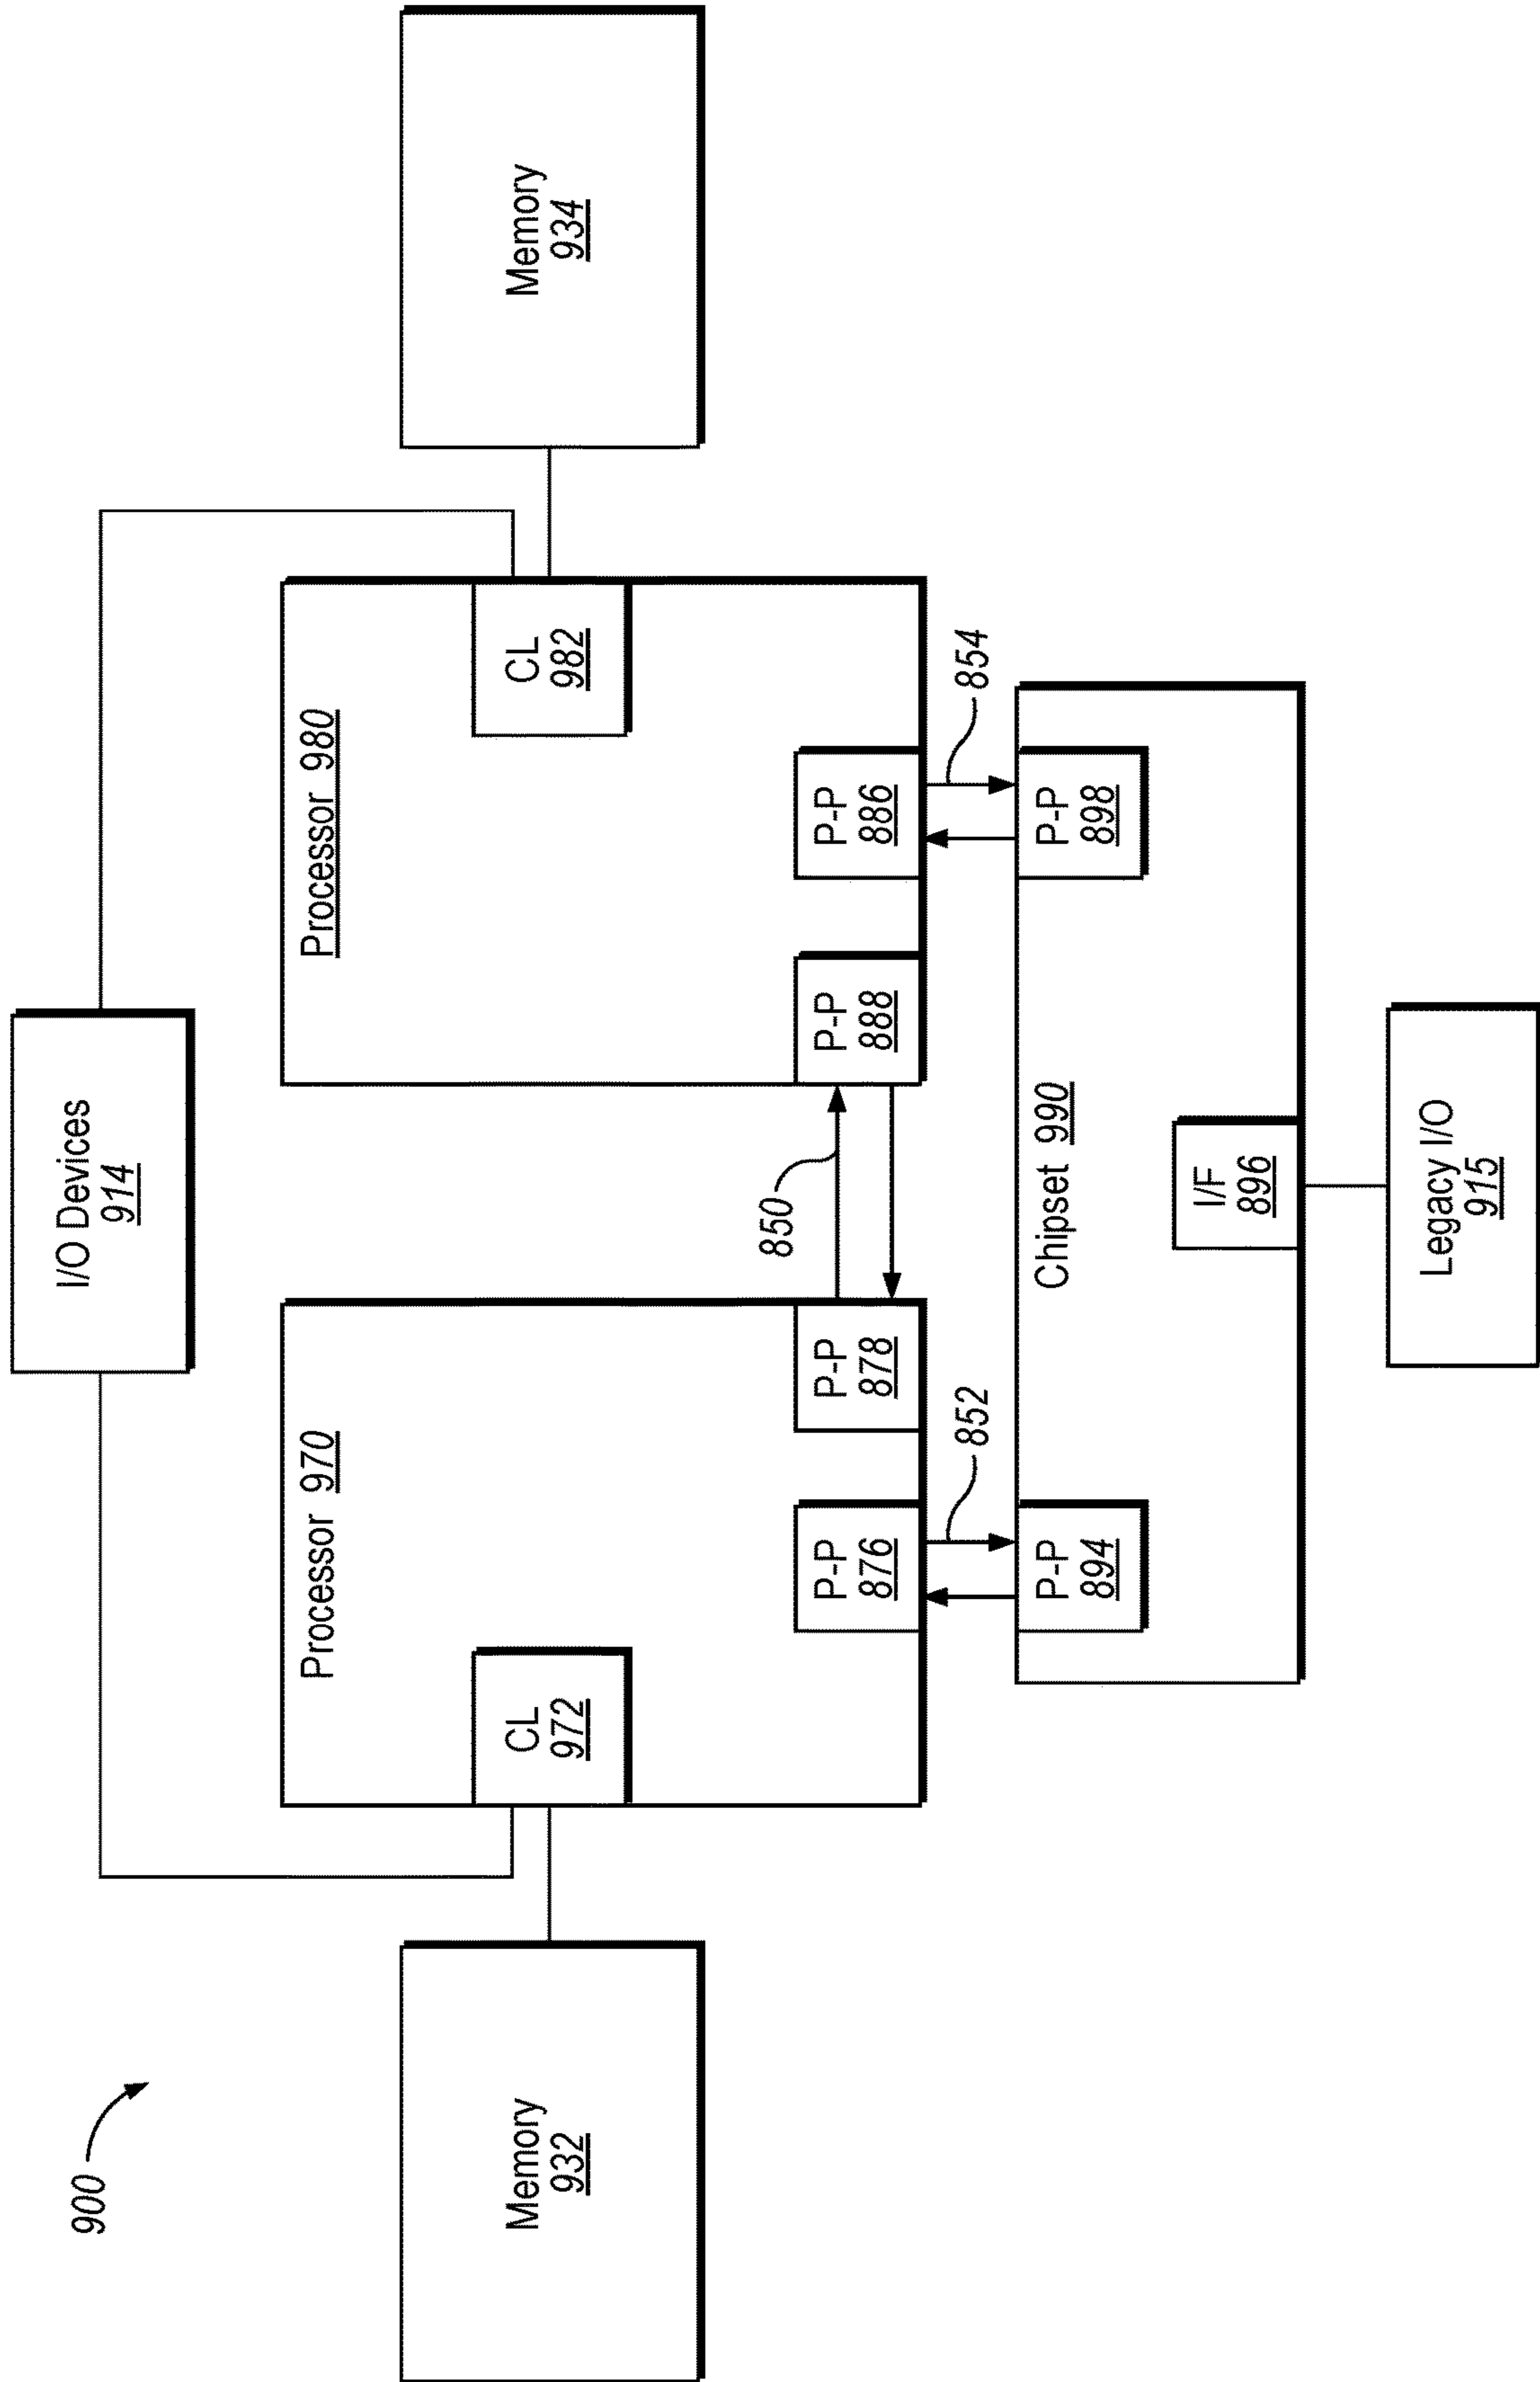 900
I/O Devices
914
Memory
932
Processor 970
CL
972
P-P
876
P-P
878
850
Processor 980
CL
982
P-P
888
P-P
886
Memory
934
852
854
P-P
894
Chipset 990
P-P
898
I/F
896
Legacy I/O
915